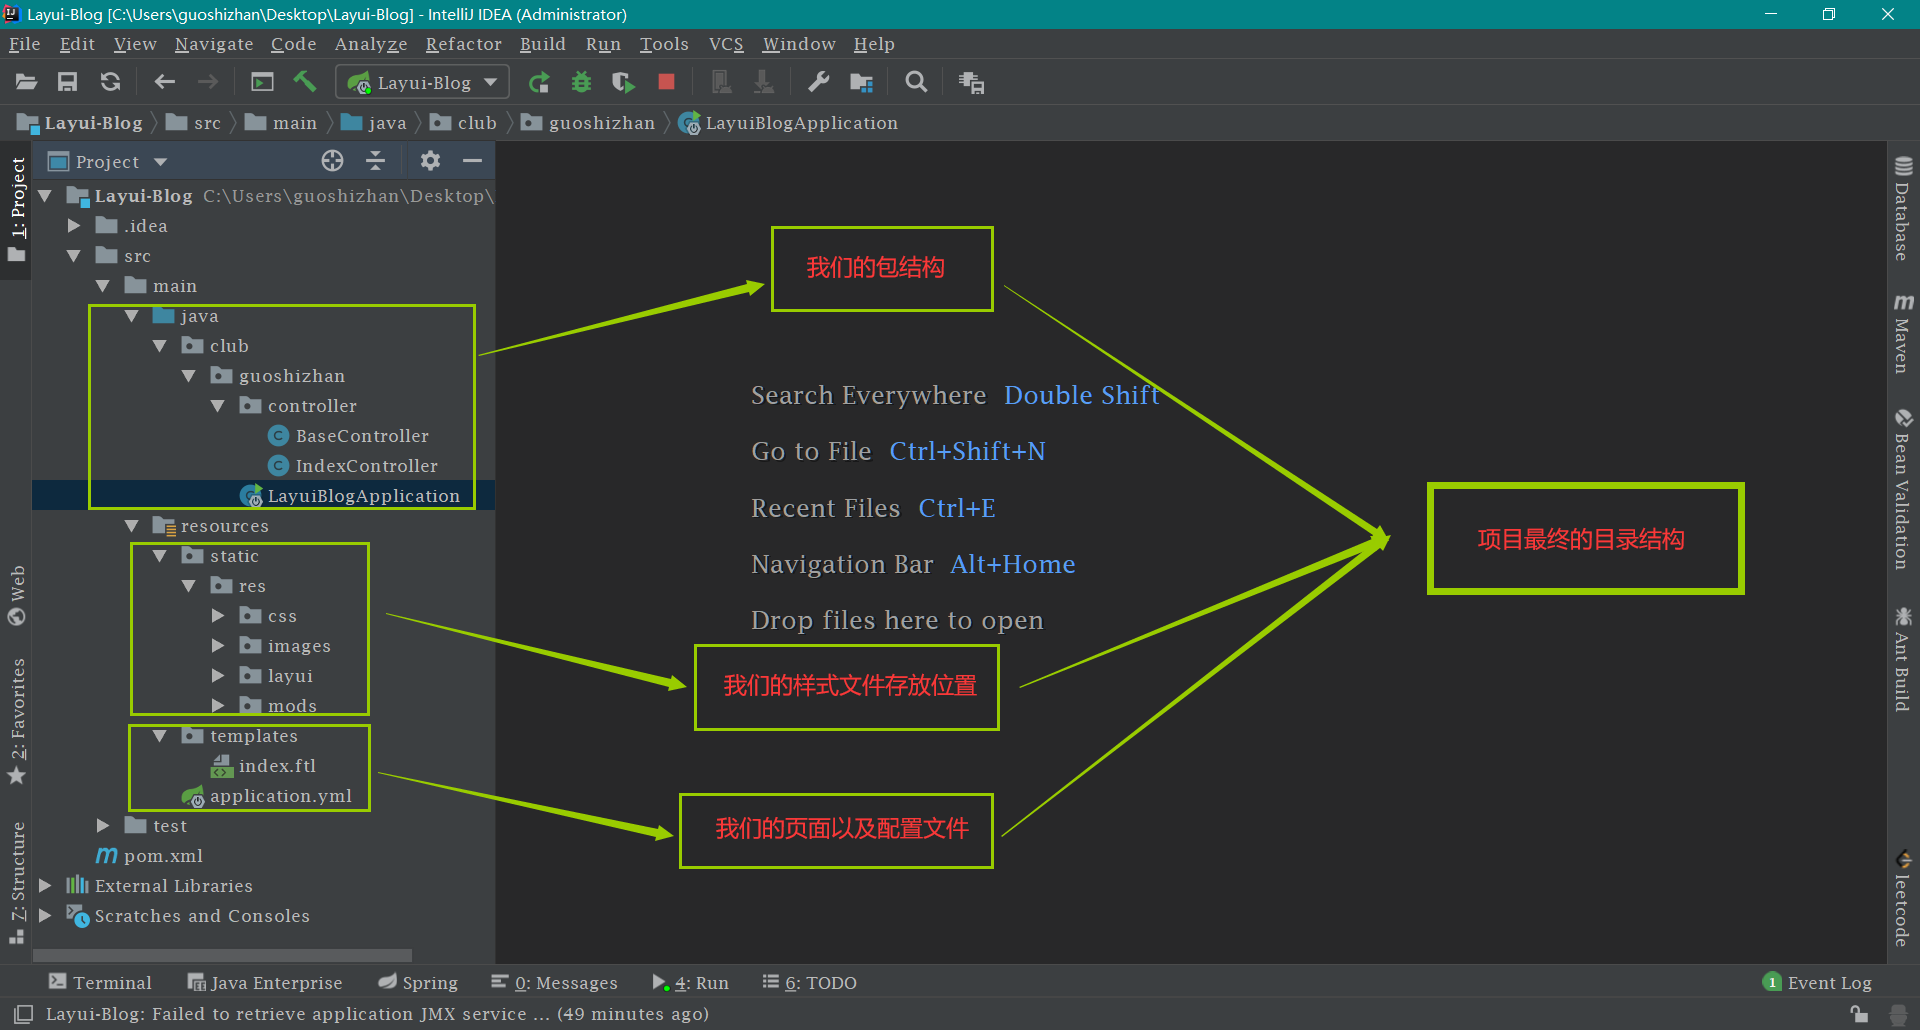 Layui-Blog [C:\Users\guoshizhan\Desktop\Layui-Blog] - IntelliJ IDEA (Administrator)
File Edit View Navigate Code Analyze Refactor Build Run Tools VCS Window Help
Layui-Blog
Layui-Blog src main java club guoshizhan LayuiBlogApplication
1: Project
Web
2: Favorites
7: Structure
Project
Layui-Blog C:\Users\guoshizhan\Desktop\
.idea
src
main
java
club
guoshizhan
controller
BaseController
IndexController
LayuiBlogApplication
resources
static
res
css
images
layui
mods
templates
index.ftl
application.yml
test
pom.xml
External Libraries
Scratches and Consoles
我们的包结构
Search Everywhere Double Shift
Go to File Ctrl+Shift+N
Recent Files Ctrl+E
Navigation Bar Alt+Home
Drop files here to open
我们的样式文件存放位置
我们的页面以及配置文件
项目最终的目录结构
Database
Maven
Bean Validation
Ant Build
leetcode
Terminal Java Enterprise Spring 0: Messages 4: Run 6: TODO 1 Event Log
Layui-Blog: Failed to retrieve application JMX service ... (49 minutes ago)